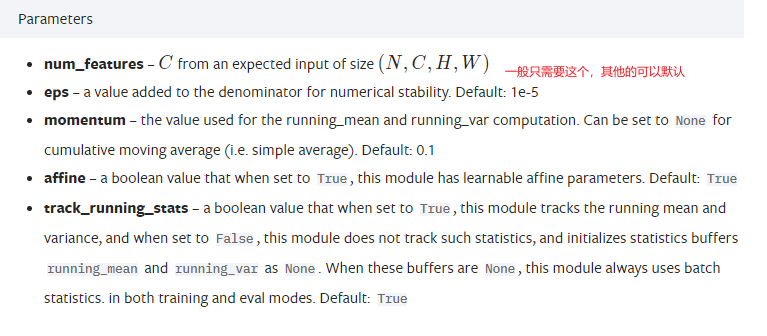 Parameters
• num_features – C from an expected input of size (N, C, H, W) 一般只需要这个，其他的可以默认
• eps – a value added to the denominator for numerical stability. Default: 1e-5
• momentum – the value used for the running_mean and running_var computation. Can be set to None for
cumulative moving average (i.e. simple average). Default: 0.1
• affine – a boolean value that when set to True, this module has learnable affine parameters. Default: True
• track_running_stats – a boolean value that when set to True, this module tracks the running mean and
variance, and when set to False, this module does not track such statistics, and initializes statistics buffers
running_mean and running_var as None. When these buffers are None, this module always uses batch
statistics. in both training and eval modes. Default: True